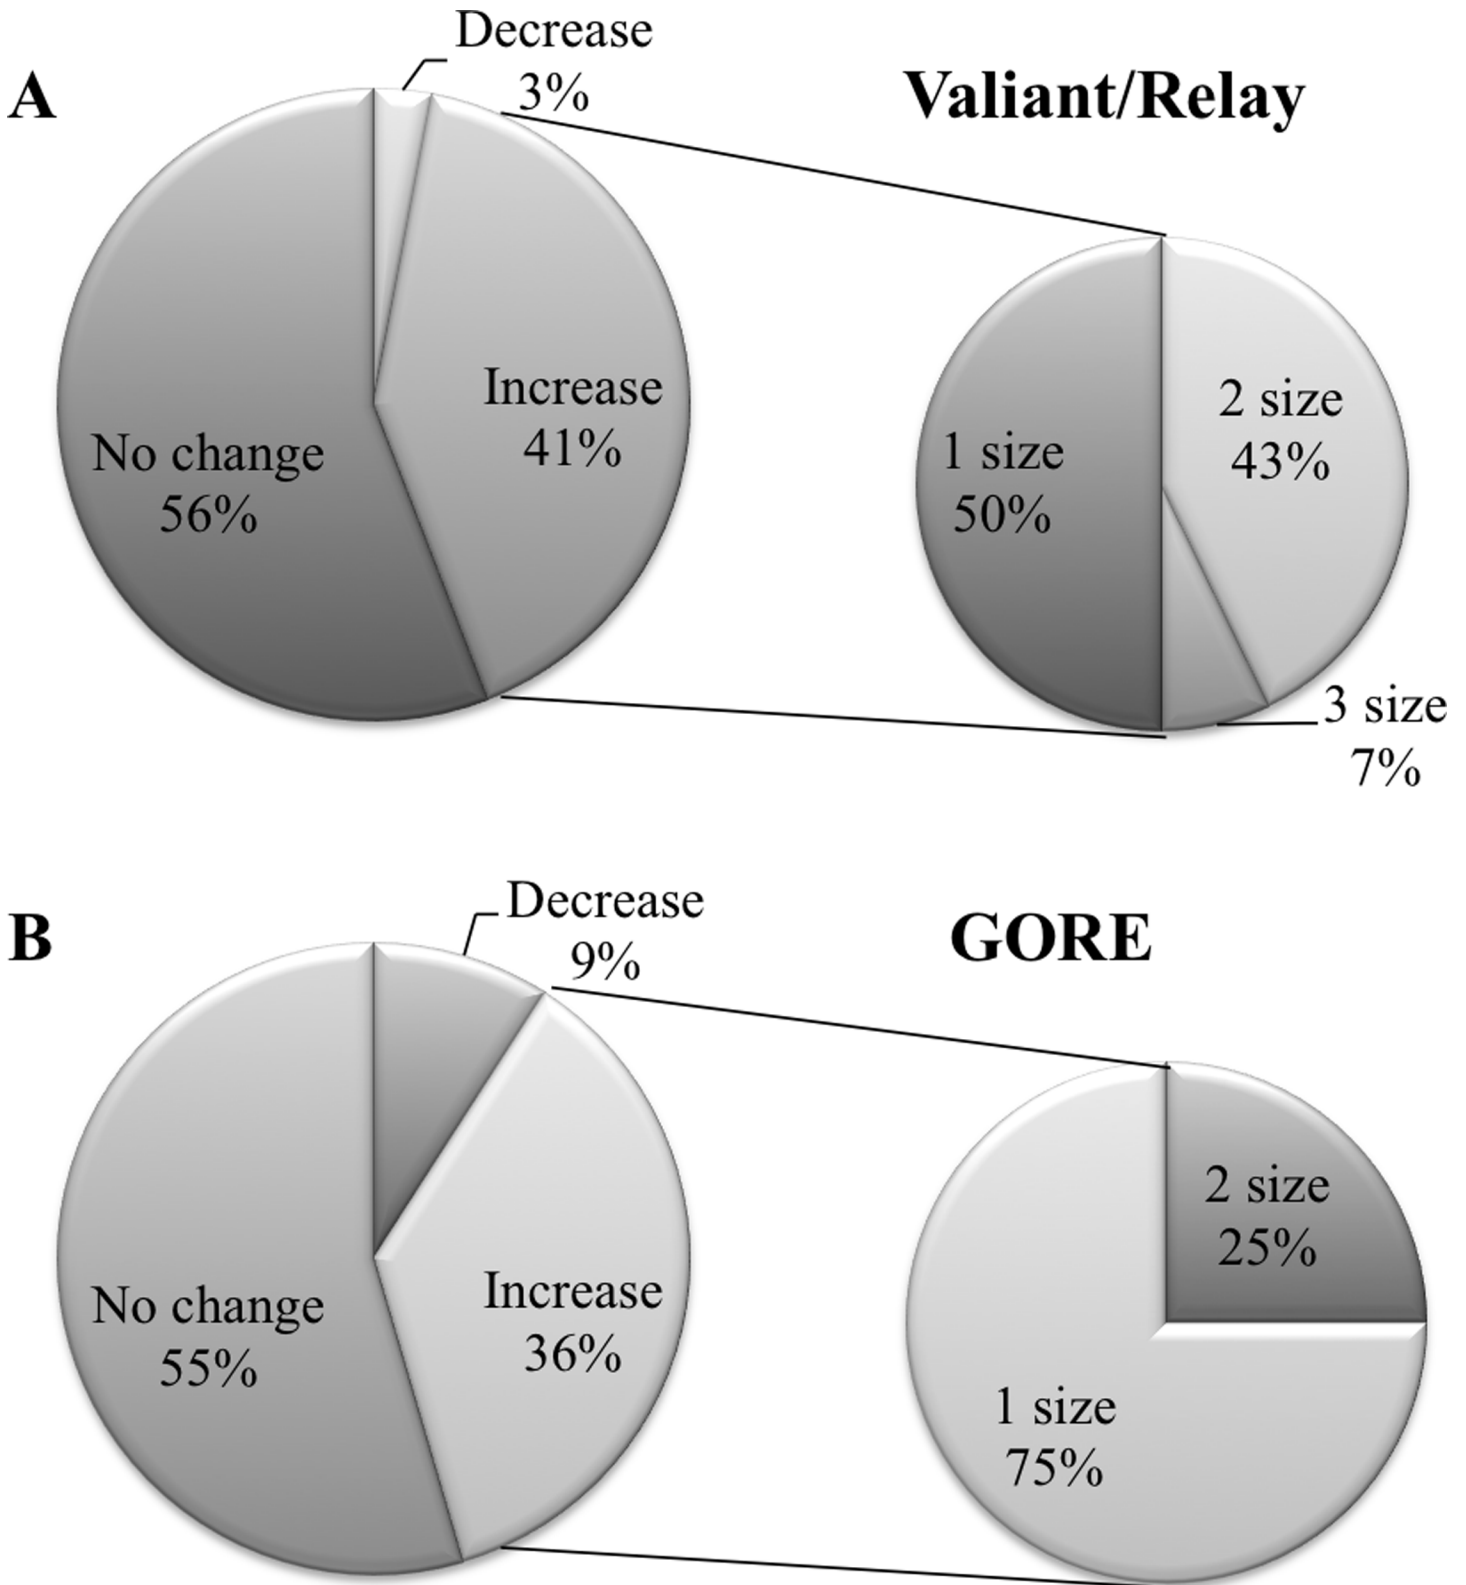 A
Decrease
3%
Valiant/Relay
Increase
41%
No change
56%
2 size
43%
1 size
50%
3 size
7%
B
Decrease
9%
GORE
Increase
36%
No change
55%
2 size
25%
1 size
75%